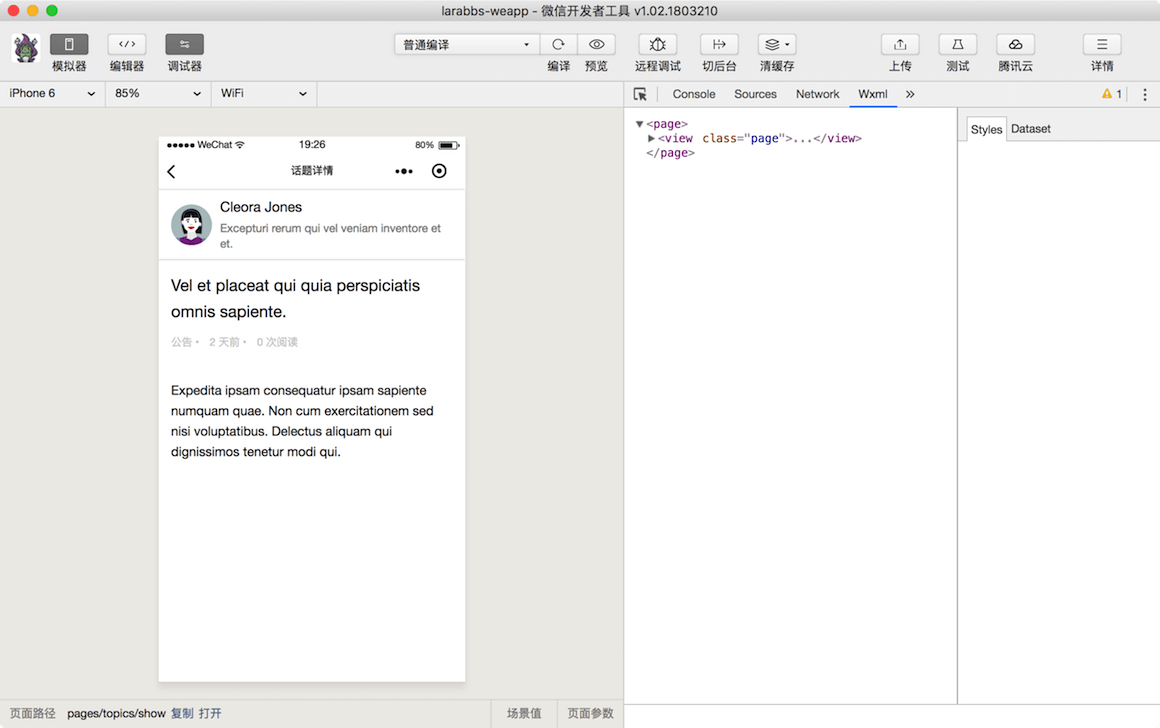 larabbs-weapp - 微信开发者工具 v1.02.1803210
普通编译
模拟器 编辑器 调试器 编译 预览 远程调试 切后台 清缓存 上传 测试 腾讯云 详情
iPhone 6 85% WiFi
Console Sources Network Wxml » 1
WeChat 19:26 80%
话题详情
Cleora Jones
Excepturi rerum qui vel veniam inventore et
et.
Vel et placeat qui quia perspiciatis
omnis sapiente.
公告 • 2 天前 • 0 次阅读
Expedita ipsam consequatur ipsam sapiente
numquam quae. Non cum exercitationem sed
nisi voluptatibus. Delectus aliquam qui
dignissimos tenetur modi qui.
<page>
<view class="page">...</view>
</page>
Styles Dataset
页面路径 pages/topics/show 复制 打开 场景值 页面参数